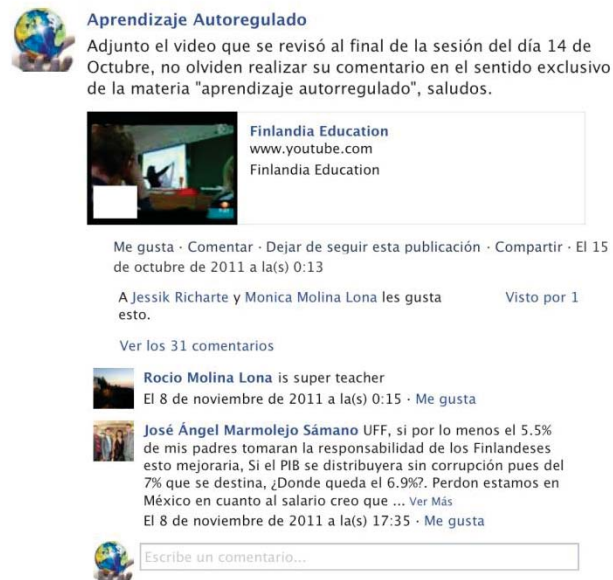 Aprendizaje Autoregulado
Adjunto el video que se revisó al final de la sesión del día 14 de
Octubre, no olviden realizar su comentario en el sentido exclusivo
de la materia "aprendizaje autorregulado", saludos.
Finlandia Education
www.youtube.com
Finlandia Education
Me gusta · Comentar · Dejar de seguir esta publicación · Compartir · El 15
de octubre de 2011 a la(s) 0:13
A Jessik Richarte y Monica Molina Lona les gusta
esto.
Visto por 1
Ver los 31 comentarios
Rocio Molina Lona is super teacher
El 8 de noviembre de 2011 a la(s) 0:15 · Me gusta
José Ángel Marmolejo Sámano UFF, si por lo menos el 5.5%
de mis padres tomaran la responsabilidad de los Finlandeses
esto mejoraria, Si el PIB se distribuyera sin corrupción pues del
7% que se destina, ¿Donde queda el 6.9%?. Perdon estamos en
México en cuanto al salario creo que ... Ver Más
El 8 de noviembre de 2011 a la(s) 17:35 · Me gusta
Escribe un comentario...